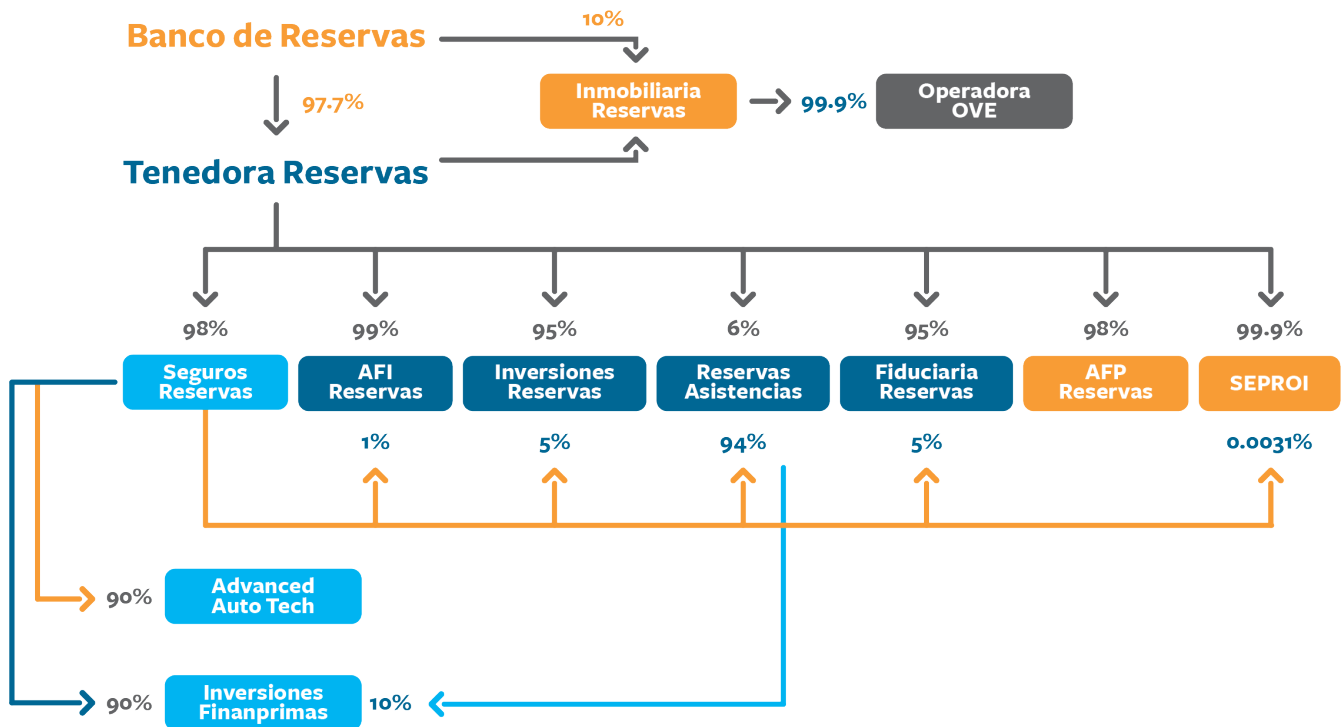 10%
Banco de Reservas
97.7%
Inmobiliaria
Reservas
99.9%
Operadora
OVE
Tenedora Reservas
98%
99%
95%
6%
95%
98%
99.9%
Seguros
Reservas
AFI
Reservas
Inversiones
Reservas
Reservas
Asistencias
Fiduciaria
Reservas
AFP
Reservas
SEPROI
1%
5%
94%
5%
0.0031%
90%
Advanced
Auto Tech
90%
Inversiones
Finanprimas
10%